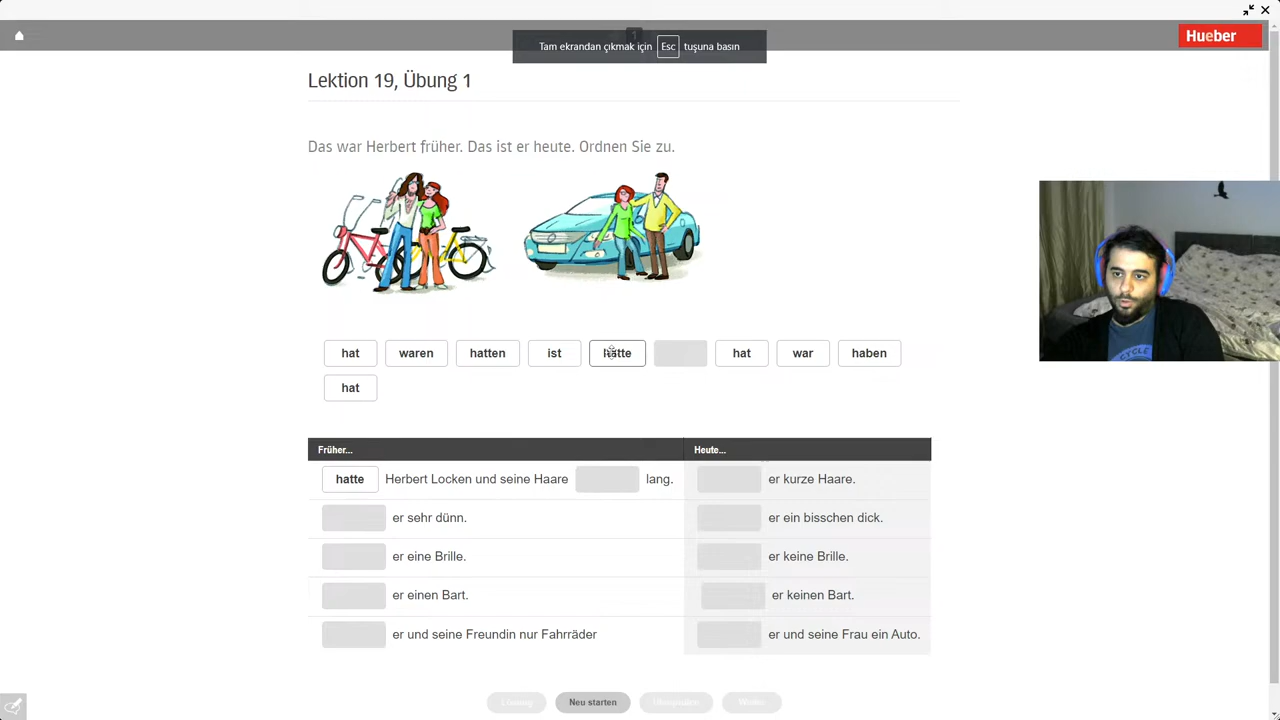 Hueber
1
Tam ekrandan çıkmak için Esc tuşuna basın
Lektion 19, Übung 1
Das war Herbert früher. Das ist er heute. Ordnen Sie zu.
hat waren hatten ist hatte hat war haben
hat
Früher... Heute...
hatte Herbert Locken und seine Haare lang. er kurze Haare.
er sehr dünn. er ein bisschen dick.
er eine Brille. er keine Brille.
er einen Bart. er keinen Bart.
er und seine Freundin nur Fahrräder er und seine Frau ein Auto.
Lösung Neu starten Weiter
CYCLE